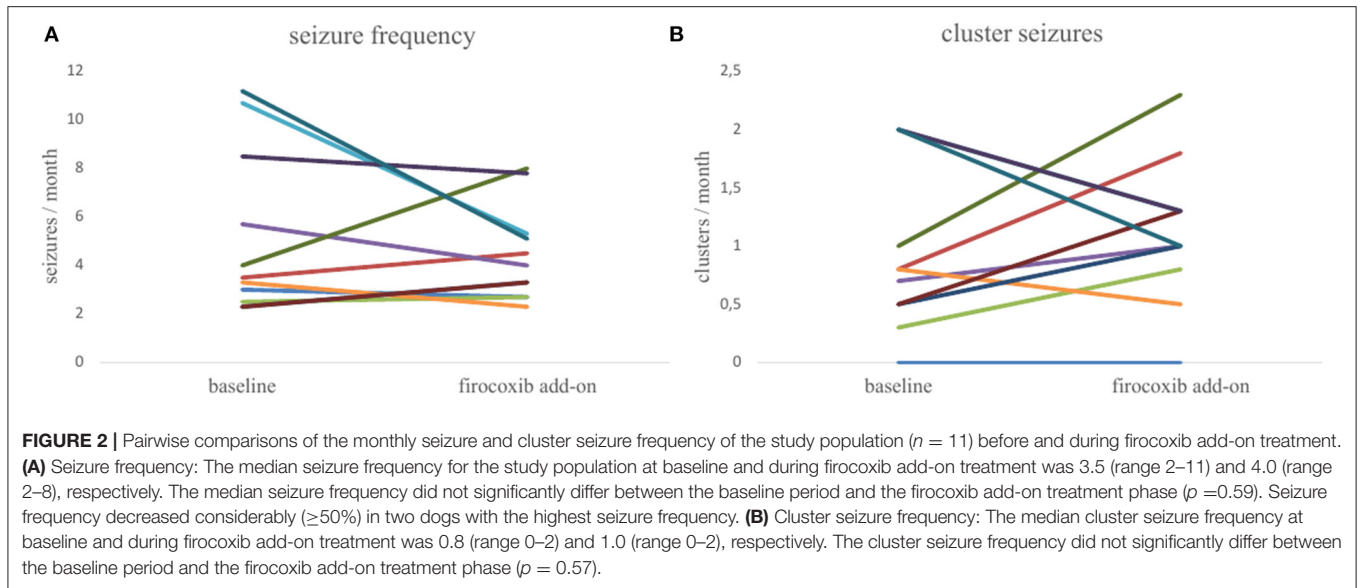 A
seizure frequency
seizures / month
12
10
8
6
4
2
0
baseline
firocoxib add-on
B
cluster seizures
clusters / month
2,5
2
1,5
1
0,5
0
baseline
firocoxib add-on
FIGURE 2 | Pairwise comparisons of the monthly seizure and cluster seizure frequency of the study population (n = 11) before and during firocoxib add-on treatment.
(A) Seizure frequency: The median seizure frequency for the study population at baseline and during firocoxib add-on treatment was 3.5 (range 2–11) and 4.0 (range
2–8), respectively. The median seizure frequency did not significantly differ between the baseline period and the firocoxib add-on treatment phase (p =0.59). Seizure
frequency decreased considerably (≥50%) in two dogs with the highest seizure frequency. (B) Cluster seizure frequency: The median cluster seizure frequency at
baseline and during firocoxib add-on treatment was 0.8 (range 0–2) and 1.0 (range 0–2), respectively. The cluster seizure frequency did not significantly differ between
the baseline period and the firocoxib add-on treatment phase (p = 0.57).